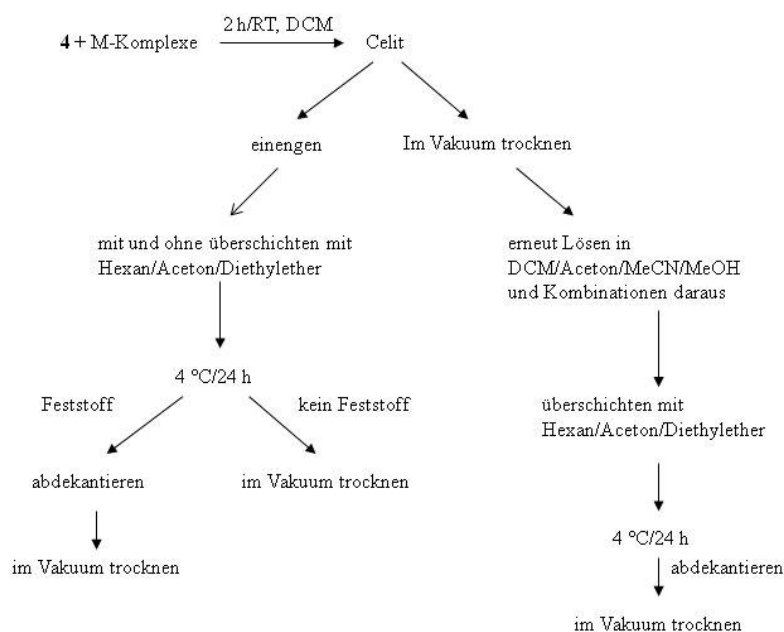 4 + M-Komplexe
2 h/RT, DCM
Celit
einengen
Im Vakuum trocknen
mit und ohne überschichten mit
Hexan/Aceton/Diethylether
erneut Lösen in
DCM/Aceton/MeCN/MeOH
und Kombinationen daraus
4 °C/24 h
Feststoff
kein Feststoff
überschichten mit
Hexan/Aceton/Diethylether
abdekantieren
im Vakuum trocknen
im Vakuum trocknen
4 °C/24 h
abdekantieren
im Vakuum trocknen